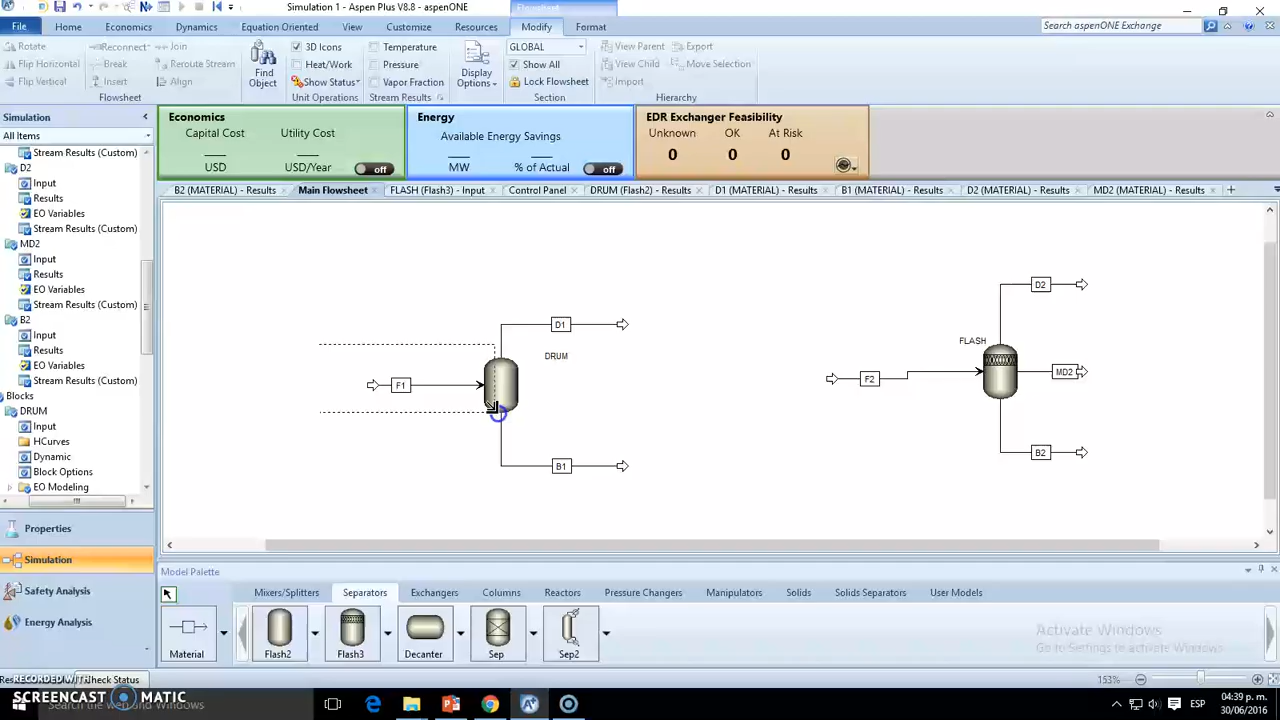 Simulation 1 - Aspen Plus V8.8 - aspenONE
Flowsheet
File Home Economics Dynamics Equation Oriented View Customize Resources Modify Format Search aspenONE Exchange
Rotate
Flip Horizontal
Flip Vertical
Reconnect Join
Break Reroute Stream
Insert Align
Flowsheet
Find
Object
3D Icons
Heat/Work
Show Status
Unit Operations
Temperature
Pressure
Vapor Fraction
Stream Results
Display
Options
GLOBAL
Show All
Lock Flowsheet
Section
View Parent Export
View Child Move Selection
Import
Hierarchy
Simulation
All Items
Economics
Capital Cost Utility Cost
USD USD/Year off
Energy
Available Energy Savings
MW % of Actual off
EDR Exchanger Feasibility
Unknown OK At Risk
0 0 0
B2 (MATERIAL) - Results Main Flowsheet FLASH (Flash3) - Input Control Panel DRUM (Flash2) - Results D1 (MATERIAL) - Results B1 (MATERIAL) - Results D2 (MATERIAL) - Results MD2 (MATERIAL) - Results
Stream Results (Custom)
D2
Input
Results
EO Variables
Stream Results (Custom)
MD2
Input
Results
EO Variables
Stream Results (Custom)
B2
Input
Results
EO Variables
Stream Results (Custom)
Blocks
DRUM
Input
HCurves
Dynamic
Block Options
EO Modeling
Properties
Simulation
Safety Analysis
Energy Analysis
D1
DRUM
F1
B1
D2
FLASH
F2
MD2
B2
Model Palette
Mixers/Splitters Separators Exchangers Columns Reactors Pressure Changers Manipulators Solids Solids Separators User Models
Material Flash2 Flash3 Decanter Sep Sep2
Activate Windows
Go to Settings to activate Windows.
RECORDED WITH
Check Status
153%
SCREENCAST MATIC
Search the web and Windows
ESP
04:39 p.m.
30/06/2016